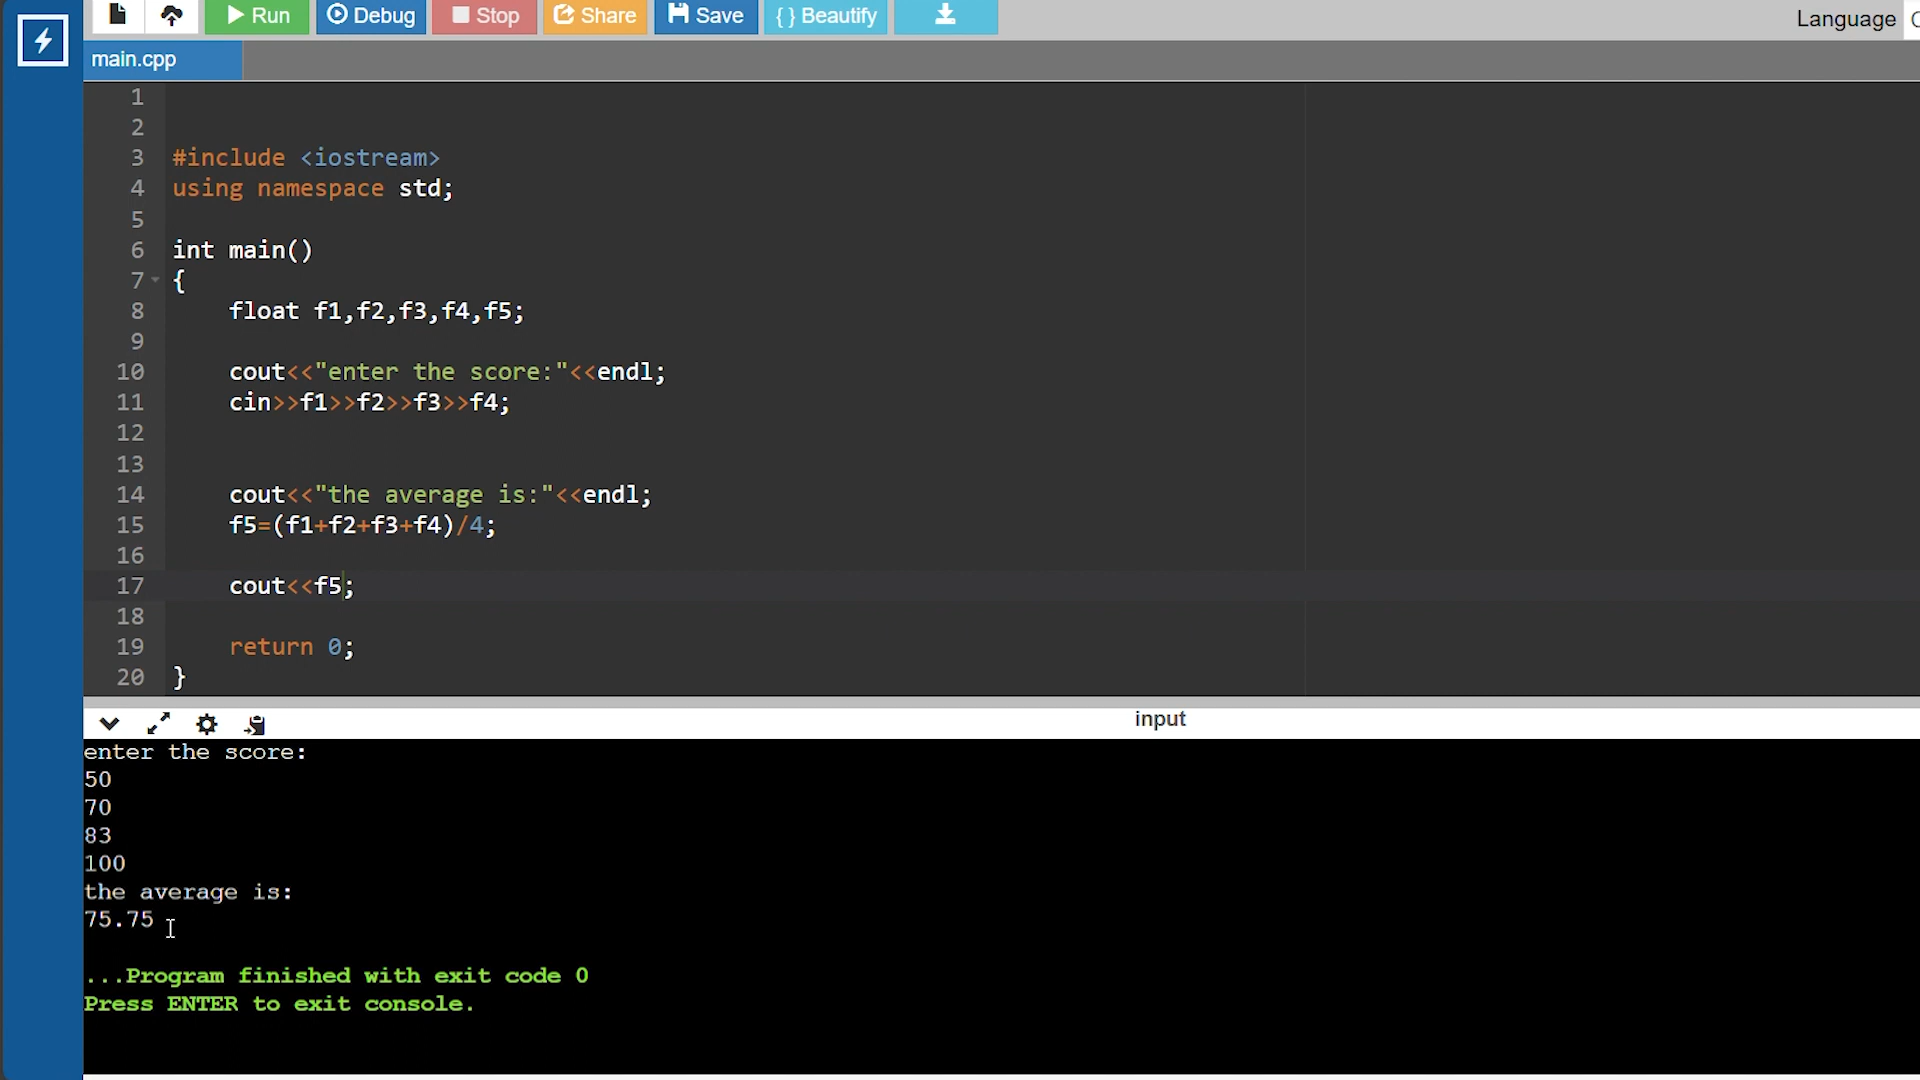 Run Debug Stop Share Save { } Beautify Language
main.cpp
1
2
3 #include <iostream>
4 using namespace std;
5
6 int main()
7 {
8 float f1,f2,f3,f4,f5;
9
10 cout<<"enter the score:"<<endl;
11 cin>>f1>>f2>>f3>>f4;
12
13
14 cout<<"the average is:"<<endl;
15 f5=(f1+f2+f3+f4)/4;
16
17 cout<<f5;
18
19 return 0;
20 }
input
enter the score:
50
70
83
100
the average is:
75.75
...Program finished with exit code 0
Press ENTER to exit console.